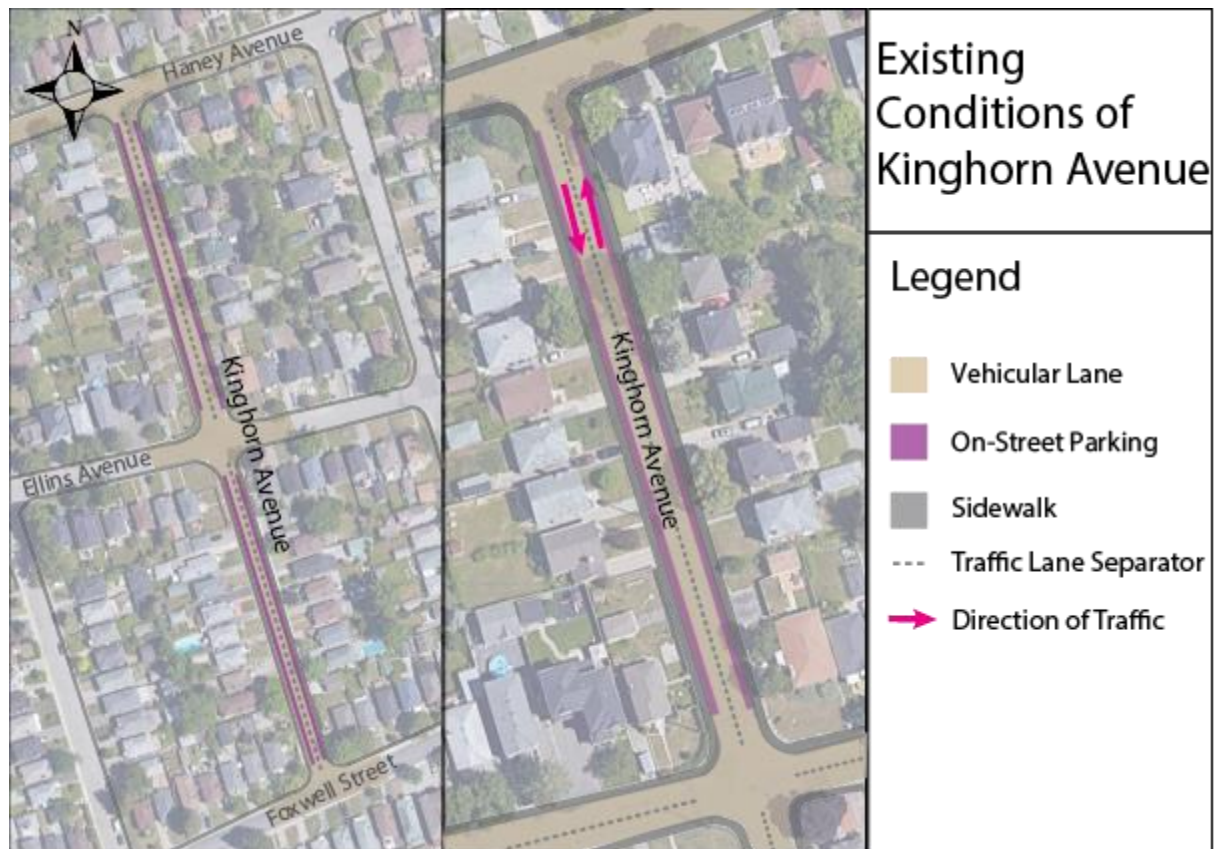 N
Haney Avenue
Kinghorn Avenue
Ellins Avenue
Foxwell Street
Kinghorn Avenue
Existing
Conditions of
Kinghorn Avenue
Legend
Vehicular Lane
On-Street Parking
Sidewalk
Traffic Lane Separator
Direction of Traffic